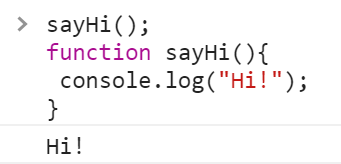 > sayHi();
function sayHi(){
 console.log("Hi!");
}
Hi!